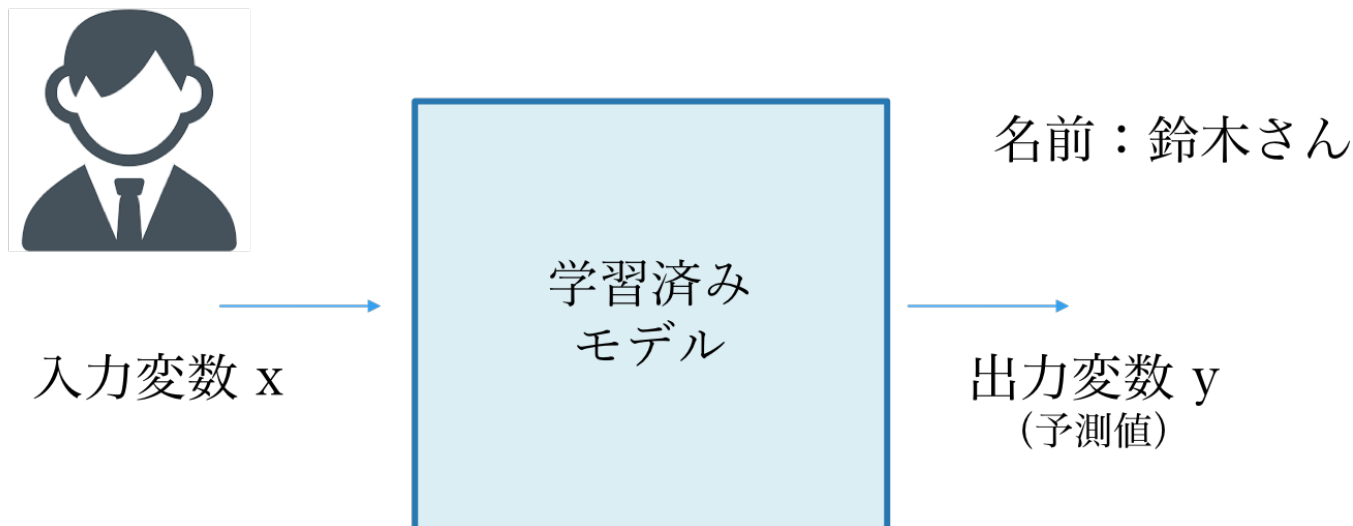 名前：鈴木さん
学習済み
モデル
入力変数 x
出力変数 y
(予測値)